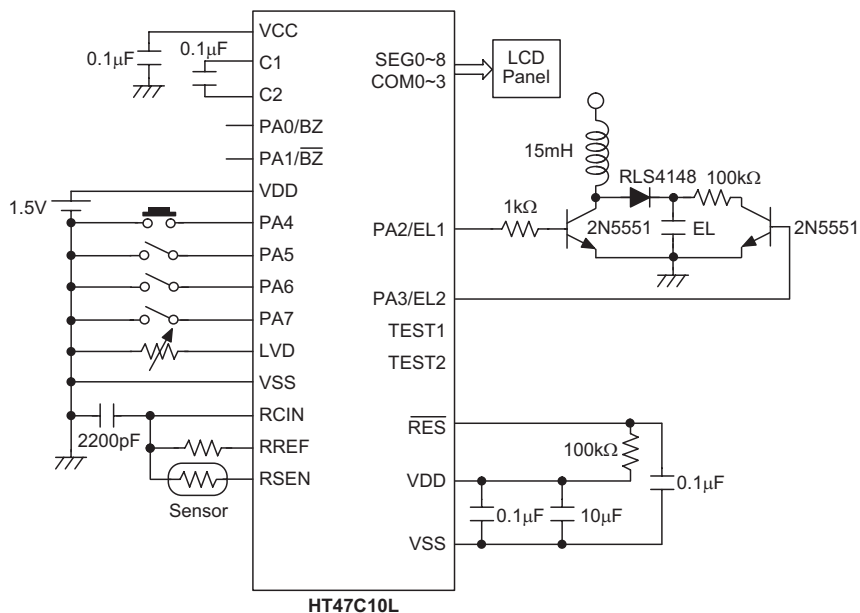 VCC
0.1μF
C1
0.1μF
C2
PA0/BZ
PA1/B̅Z̅
VDD
1.5V
PA4
PA5
PA6
PA7
LVD
VSS
RCIN
2200pF
RREF
RSEN
Sensor
SEG0~8
COM0~3
LCD
Panel
15mH
RLS4148
100kΩ
1kΩ
PA2/EL1
2N5551
EL
2N5551
PA3/EL2
TEST1
TEST2
R̅E̅S̅
100kΩ
VDD
0.1μF
10μF
0.1μF
VSS
HT47C10L